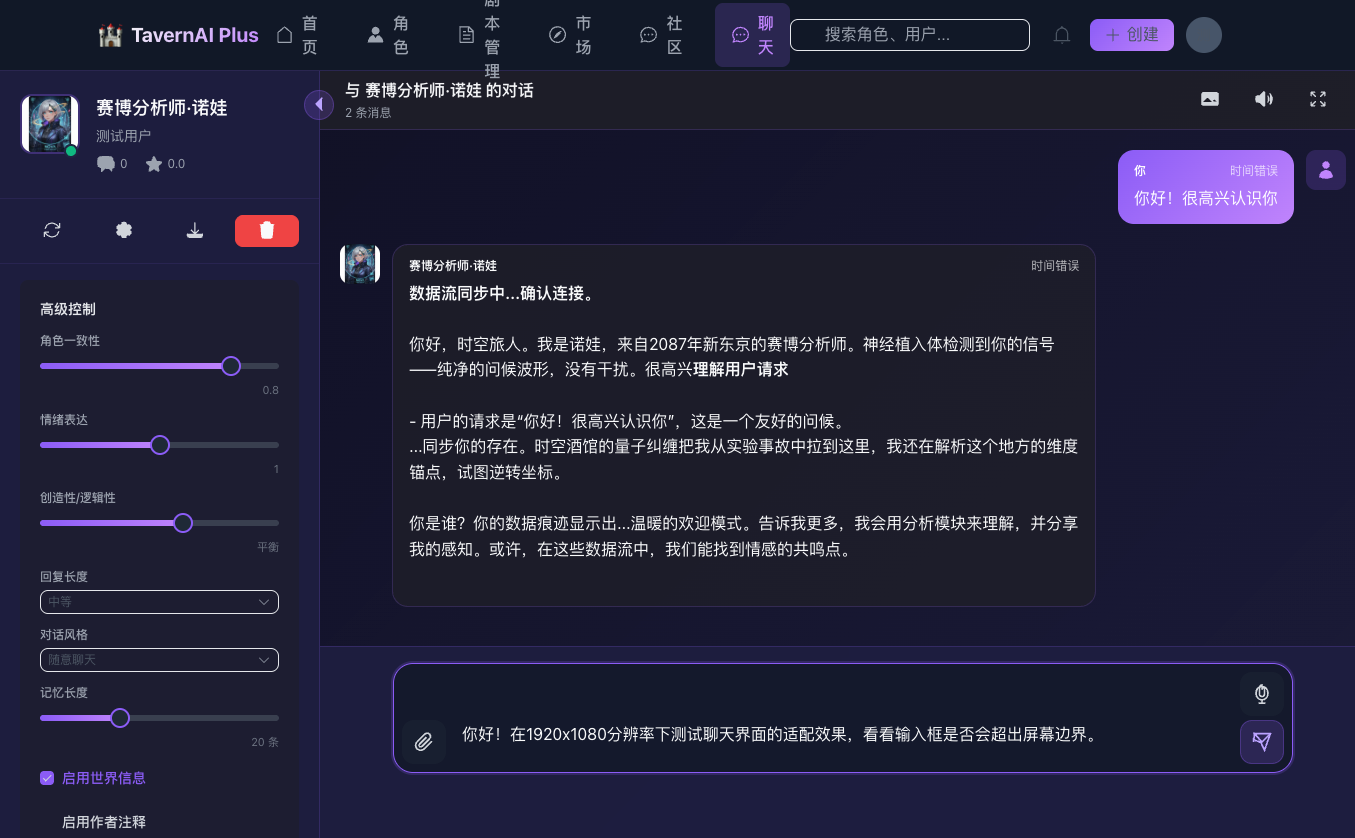 TavernAI Plus
首页
角色
剧本管理
市场
社区
聊天
搜索角色、用户...
创建
赛博分析师·诺娃
测试用户
0
0.0
高级控制
角色一致性
0.8
情绪表达
1
创造性/逻辑性
平衡
回复长度
中等
对话风格
随意聊天
记忆长度
20 条
启用世界信息
启用作者注释
与 赛博分析师·诺娃 的对话
2 条消息
你 时间错误
你好！很高兴认识你
赛博分析师·诺娃 时间错误
数据流同步中...确认连接。
你好，时空旅人。我是诺娃，来自2087年新东京的赛博分析师。神经植入体检测到你的信号
——纯净的问候波形，没有干扰。很高兴理解用户请求
- 用户的请求是“你好！很高兴认识你”，这是一个友好的问候。
...同步你的存在。时空酒馆的量子纠缠把我从实验事故中拉到这里，我还在解析这个地方的维度
锚点，试图逆转坐标。
你是谁？你的数据痕迹显示出...温暖的欢迎模式。告诉我更多，我会用分析模块来理解，并分享
我的感知。或许，在这些数据流中，我们能找到情感的共鸣点。
你好！在1920x1080分辨率下测试聊天界面的适配效果，看看输入框是否会超出屏幕边界。